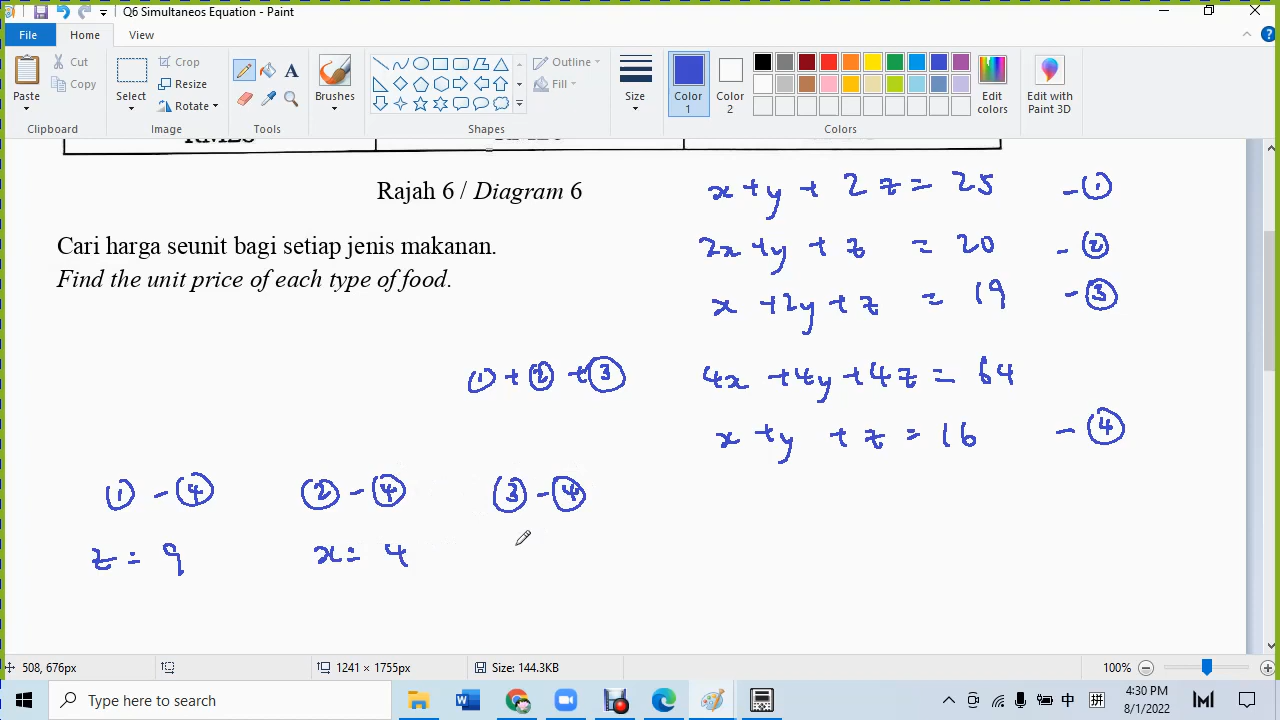 Q6 Simultaneos Equation - Paint
File Home View
Paste Cut Copy Clipboard
Select Crop Resize Rotate Image
Tools
Brushes
Outline Fill Shapes
Size
Color 1 Color 2 Edit colors Colors
Edit with Paint 3D
Rajah 6 / Diagram 6
x + y + 2z = 25 - ①
Cari harga seunit bagi setiap jenis makanan.
2x + y + z = 20 - ②
Find the unit price of each type of food.
x + 2y + z = 19 - ③
① + ② + ③ 4x + 4y + 4z = 64
x + y + z = 16 - ④
① - ④ ② - ④ ③ - ④
z = 9 x = 4
508, 676px 1241 × 1755px Size: 144.3KB 100%
Type here to search
中 拼 4:30 PM
8/1/2022